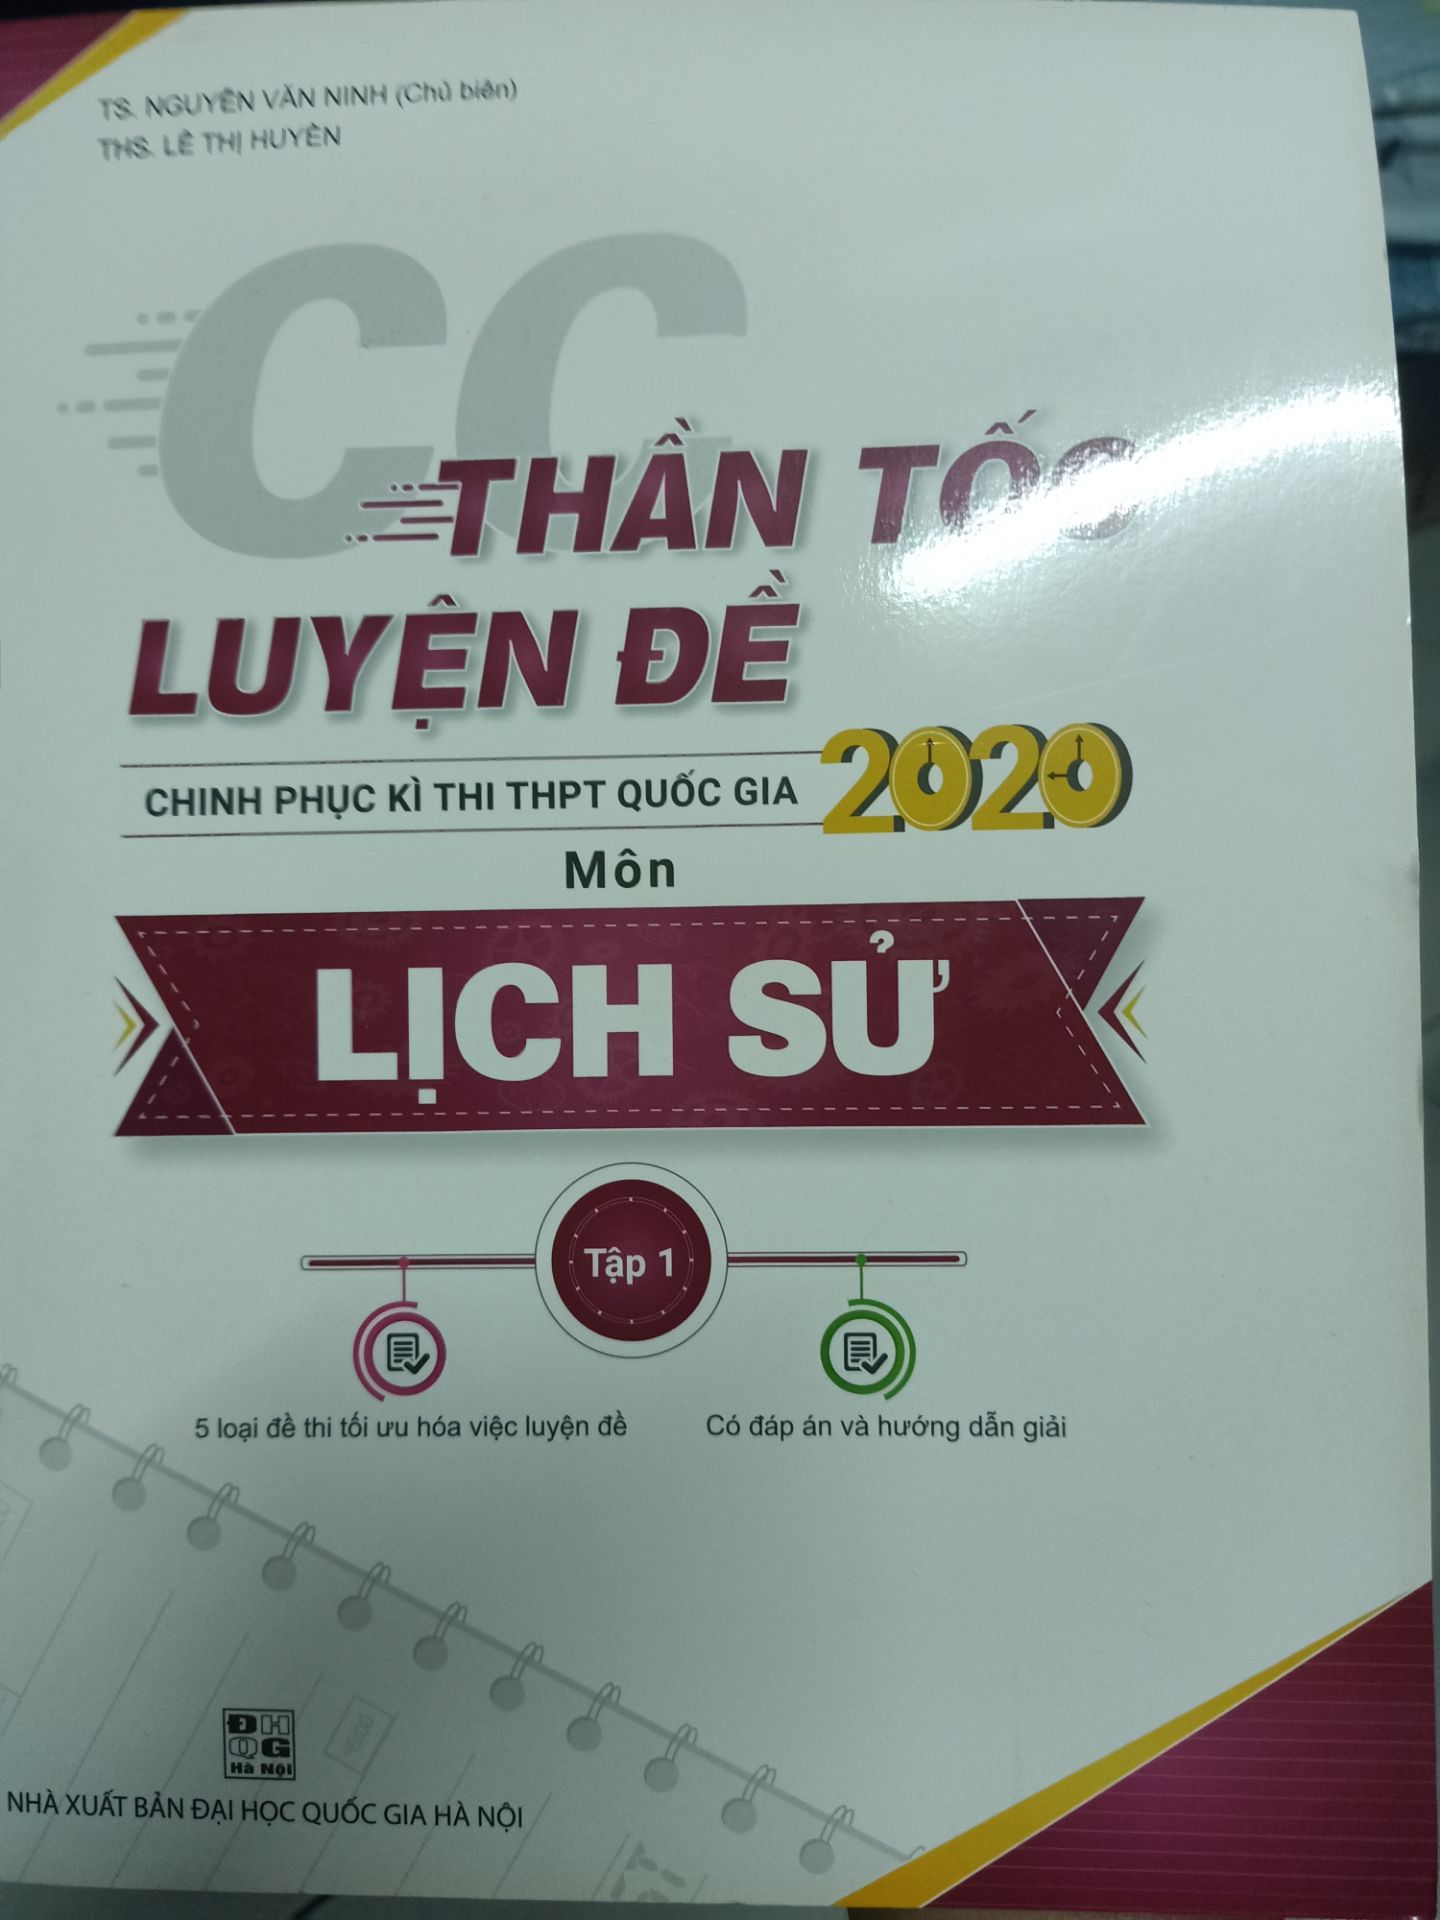 TS. NGUYỄN VĂN NINH (Chủ biên)
THS. LÊ THỊ HUYỀN
CC
THẦN TỐC
LUYỆN ĐỀ
CHINH PHỤC KÌ THI THPT QUỐC GIA 2020
Môn
LỊCH SỬ
Tập 1
5 loại đề thi tối ưu hóa việc luyện đề
Có đáp án và hướng dẫn giải
ĐH
QG
Hà Nội
NHÀ XUẤT BẢN ĐẠI HỌC QUỐC GIA HÀ NỘI